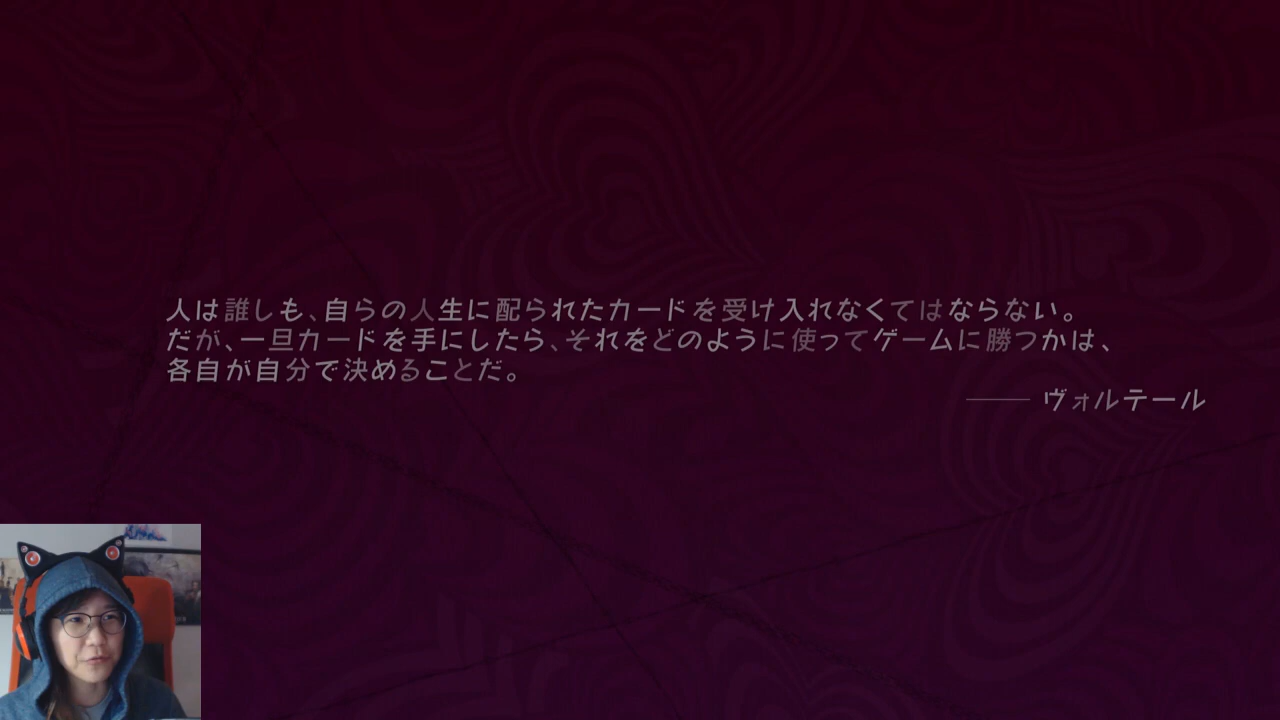 人は誰しも、自らの人生に配られたカードを受け入れなくてはならない。
だが、一旦カードを手にしたら、それをどのように使ってゲームに勝つかは、
各自が自分で決めることだ。
―― ヴォルテール